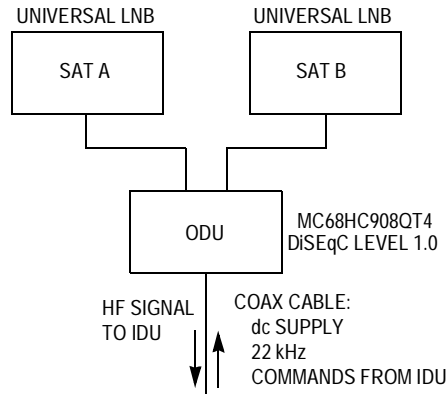 UNIVERSAL LNB
UNIVERSAL LNB
SAT A
SAT B
ODU
MC68HC908QT4
DiSEqC LEVEL 1.0
HF SIGNAL
TO IDU
COAX CABLE:
dc SUPPLY
22 kHz
COMMANDS FROM IDU